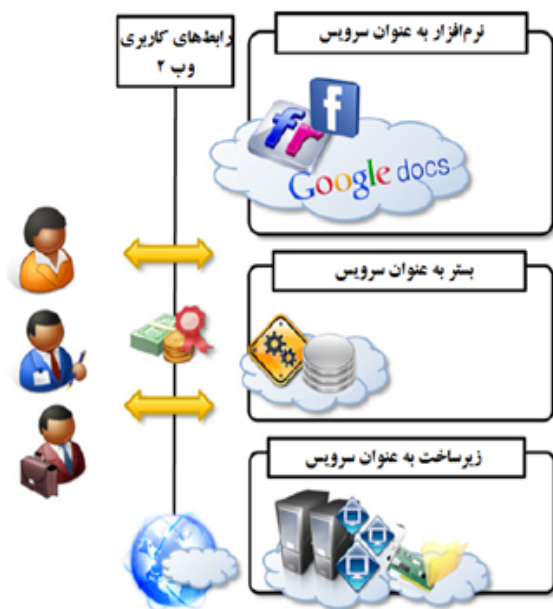 نرم‌افزار به عنوان سرویس
رابط‌های کاربری
وب ۲
f
fr
Google docs
بستر به عنوان سرویس
زیرساخت به عنوان سرویس